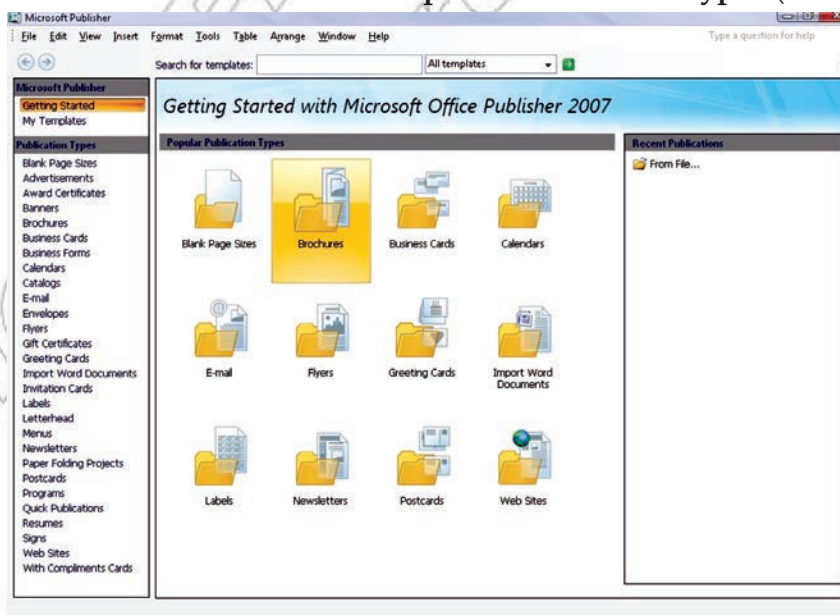 Microsoft Publisher
File Edit View Insert Format Tools Table Arrange Window Help
Type a question for help
Search for templates:
All templates
Microsoft Publisher
Getting Started
My Templates
Publication Types
Blank Page Sizes
Advertisements
Award Certificates
Banners
Brochures
Business Cards
Business Forms
Calendars
Catalogs
E-mail
Envelopes
Flyers
Gift Certificates
Greeting Cards
Import Word Documents
Invitation Cards
Labels
Letterhead
Menus
Newsletters
Paper Folding Projects
Postcards
Programs
Quick Publications
Resumes
Signs
Web Sites
With Compliments Cards
Getting Started with Microsoft Office Publisher 2007
Popular Publication Types
Blank Page Sizes
Brochures
Business Cards
Calendars
E-mail
Flyers
Greeting Cards
Import Word
Documents
Labels
Newsletters
Postcards
Web Sites
Recent Publications
From File...